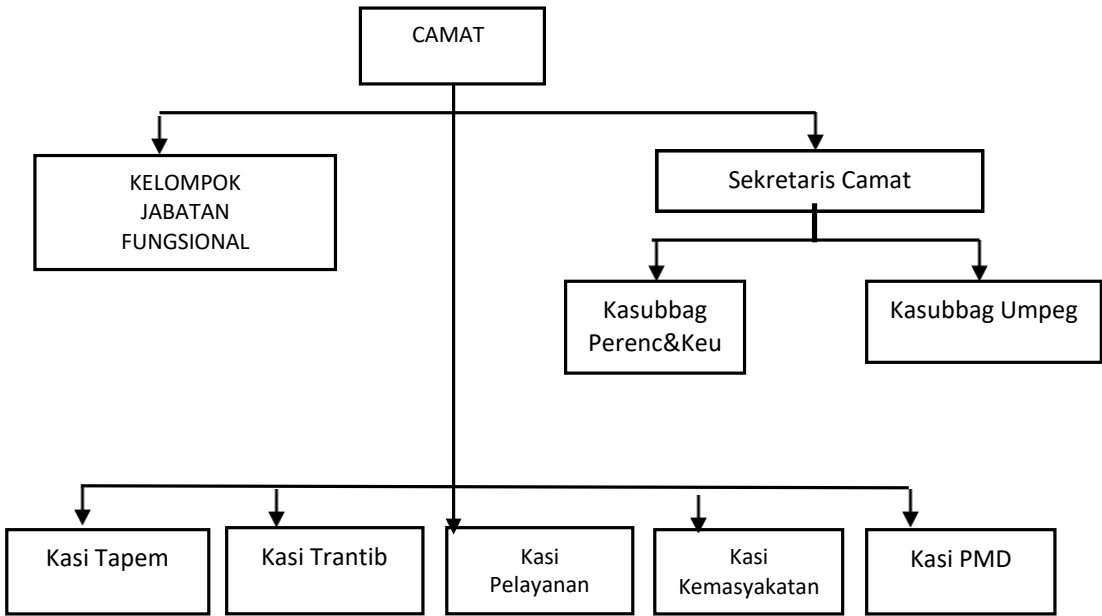 CAMAT
KELOMPOK
JABATAN
FUNGSIONAL
Sekretaris Camat
Kasubbag
Perenc&Keu
Kasubbag Umpeg
Kasi Tapem
Kasi Trantib
Kasi
Pelayanan
Kasi
Kemasyakatan
Kasi PMD